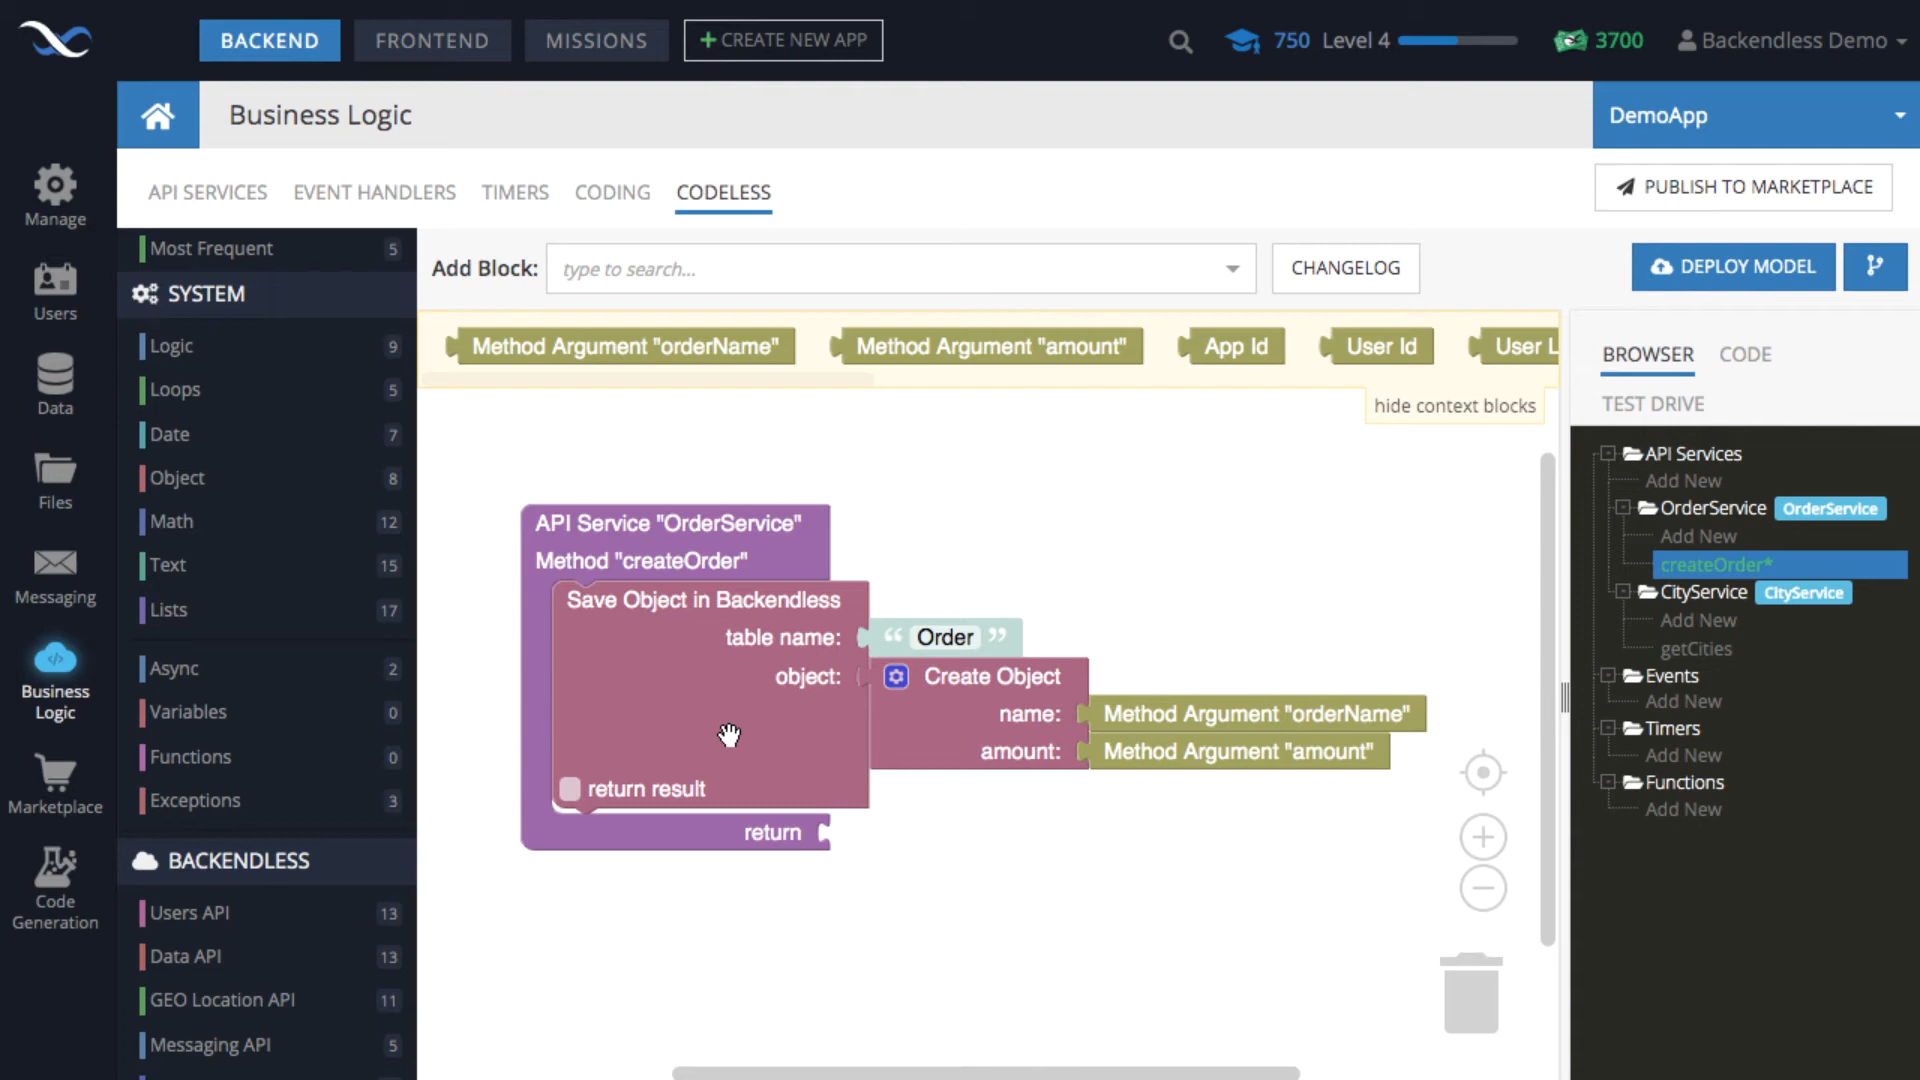 BACKEND
FRONTEND
MISSIONS
+ CREATE NEW APP
750 Level 4
3700
Backendless Demo
Business Logic
DemoApp
API SERVICES
EVENT HANDLERS
TIMERS
CODING
CODELESS
PUBLISH TO MARKETPLACE
Manage
Users
Data
Files
Messaging
Business
Logic
Marketplace
Code
Generation
Most Frequent 5
SYSTEM
Logic 9
Loops 5
Date 7
Object 8
Math 12
Text 15
Lists 17
Async 2
Variables 0
Functions 0
Exceptions 3
BACKENDLESS
Users API 13
Data API 13
GEO Location API 11
Messaging API 5
Add Block:
type to search...
CHANGELOG
DEPLOY MODEL
Method Argument "orderName"
Method Argument "amount"
App Id
User Id
User L
hide context blocks
API Service "OrderService"
Method "createOrder"
Save Object in Backendless
table name: “ Order ”
object: Create Object
name: Method Argument "orderName"
amount: Method Argument "amount"
return result
return
BROWSER
CODE
TEST DRIVE
API Services
Add New
OrderService OrderService
Add New
createOrder*
CityService CityService
Add New
getCities
Events
Add New
Timers
Add New
Functions
Add New